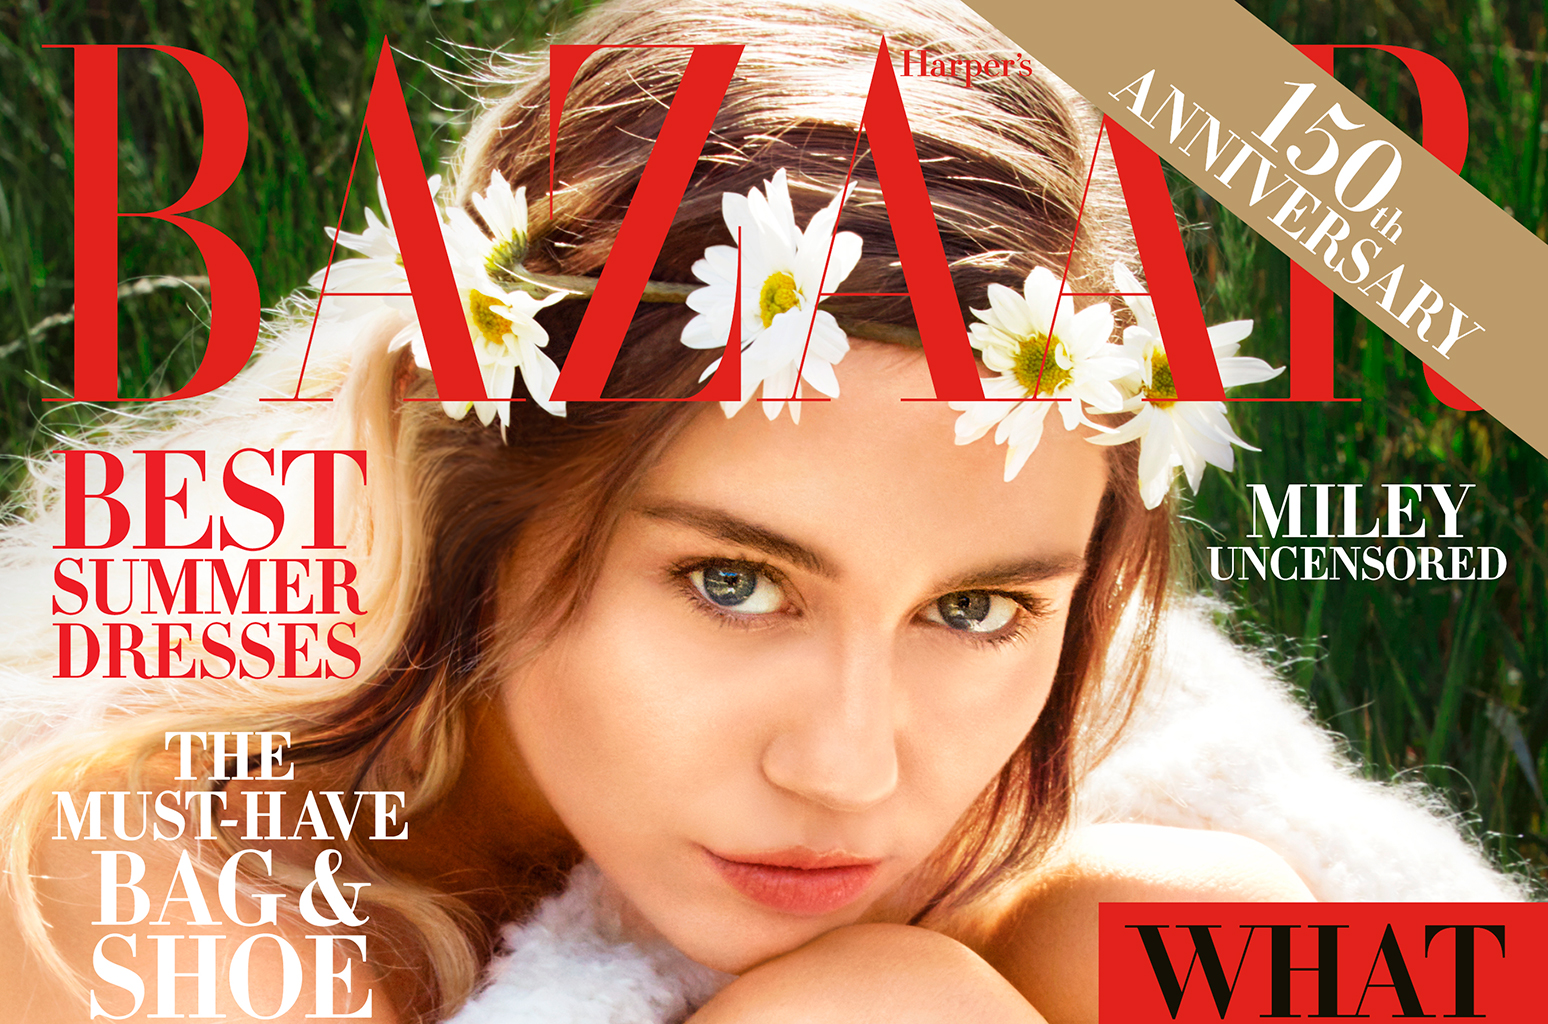 Harper's
BAZAAR
150th
ANNIVERSARY
BEST
SUMMER
DRESSES
MILEY
UNCENSORED
THE
MUST-HAVE
BAG &
SHOE
WHAT